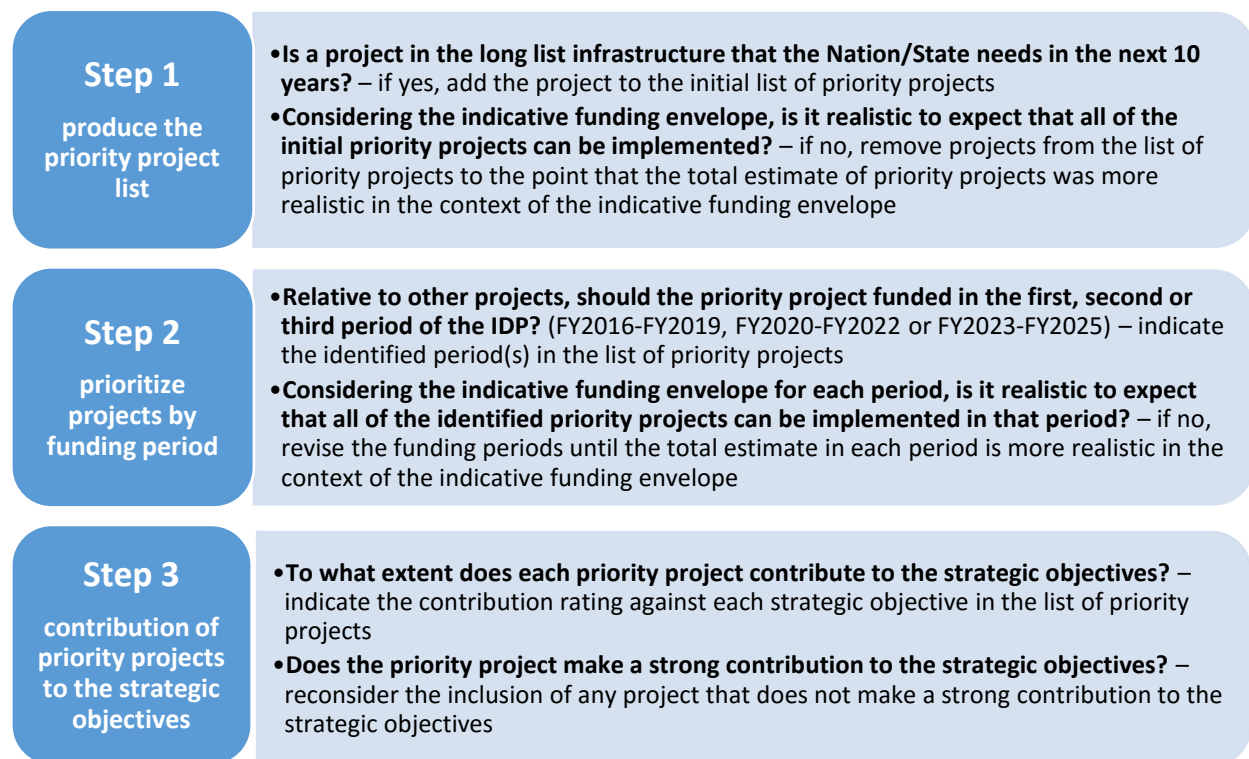 Step 1
produce the
priority project
list
•Is a project in the long list infrastructure that the Nation/State needs in the next 10
years? – if yes, add the project to the initial list of priority projects
•Considering the indicative funding envelope, is it realistic to expect that all of the
initial priority projects can be implemented? – if no, remove projects from the list of
priority projects to the point that the total estimate of priority projects was more
realistic in the context of the indicative funding envelope
Step 2
prioritize
projects by
funding period
•Relative to other projects, should the priority project funded in the first, second or
third period of the IDP? (FY2016-FY2019, FY2020-FY2022 or FY2023-FY2025) – indicate
the identified period(s) in the list of priority projects
•Considering the indicative funding envelope for each period, is it realistic to expect
that all of the identified priority projects can be implemented in that period? – if no,
revise the funding periods until the total estimate in each period is more realistic in the
context of the indicative funding envelope
Step 3
contribution of
priority projects
to the strategic
objectives
•To what extent does each priority project contribute to the strategic objectives? –
indicate the contribution rating against each strategic objective in the list of priority
projects
•Does the priority project make a strong contribution to the strategic objectives? –
reconsider the inclusion of any project that does not make a strong contribution to the
strategic objectives